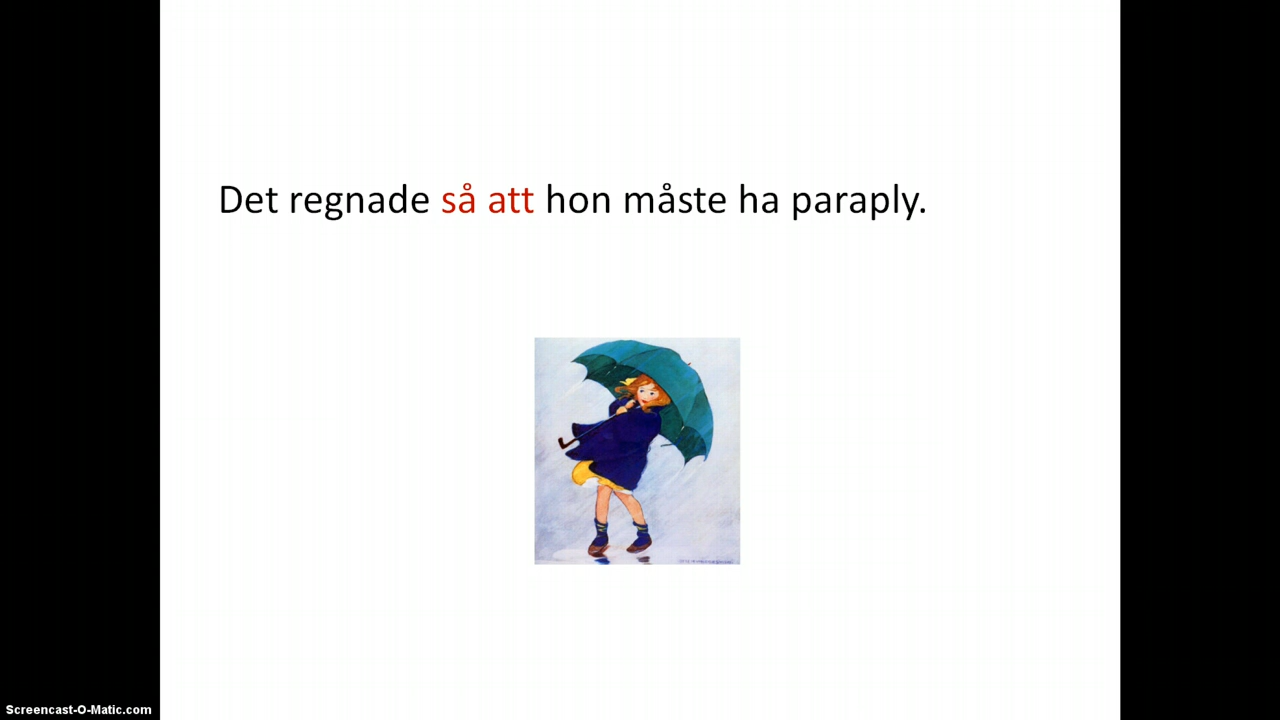 Det regnade så att hon måste ha paraply.
Screencast-O-Matic.com